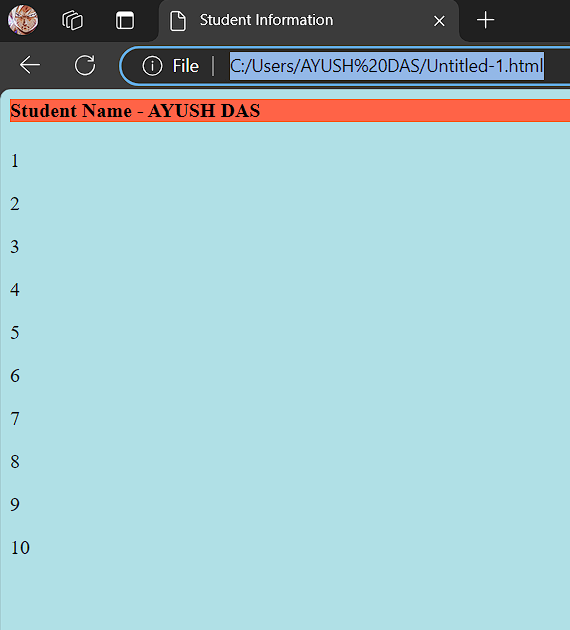 Student Information
File
C:/Users/AYUSH%20DAS/Untitled-1.html
Student Name - AYUSH DAS
1
2
3
4
5
6
7
8
9
10